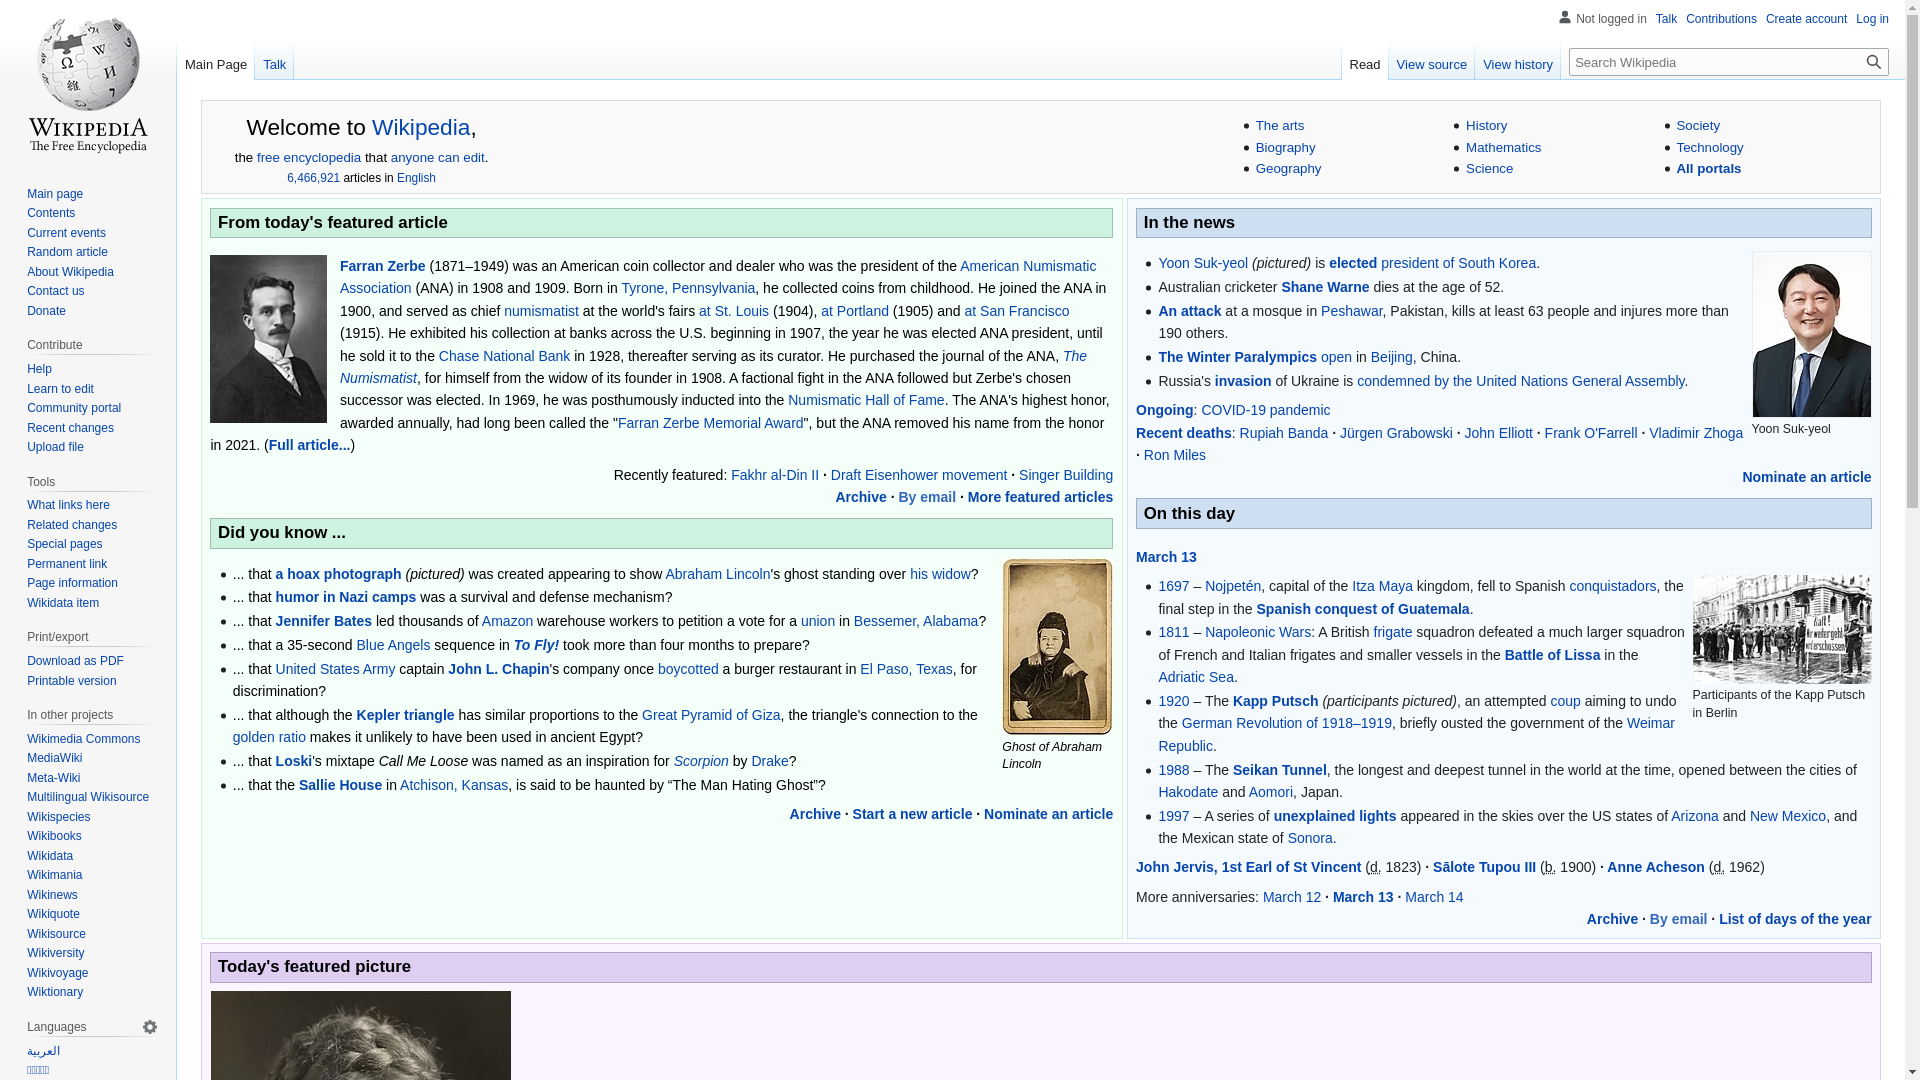 Not logged in Talk Contributions Create account Log in
Main Page Talk
Read View source View history Search Wikipedia
WIKIPEDIA
The Free Encyclopedia
Main page
Contents
Current events
Random article
About Wikipedia
Contact us
Donate
Contribute
Help
Learn to edit
Community portal
Recent changes
Upload file
Tools
What links here
Related changes
Special pages
Permanent link
Page information
Wikidata item
Print/export
Download as PDF
Printable version
In other projects
Wikimedia Commons
MediaWiki
Meta-Wiki
Multilingual Wikisource
Wikispecies
Wikibooks
Wikidata
Wikimania
Wikinews
Wikiquote
Wikisource
Wikiversity
Wikivoyage
Wiktionary
Languages
العربية
Welcome to Wikipedia,
the free encyclopedia that anyone can edit.
6,466,921 articles in English
The arts
Biography
Geography
History
Mathematics
Science
Society
Technology
All portals
From today's featured article
Farran Zerbe (1871–1949) was an American coin collector and dealer who was the president of the American Numismatic
Association (ANA) in 1908 and 1909. Born in Tyrone, Pennsylvania, he collected coins from childhood. He joined the ANA in
1900, and served as chief numismatist at the world's fairs at St. Louis (1904), at Portland (1905) and at San Francisco
(1915). He exhibited his collection at banks across the U.S. beginning in 1907, the year he was elected ANA president, until
he sold it to the Chase National Bank in 1928, thereafter serving as its curator. He purchased the journal of the ANA, The
Numismatist, for himself from the widow of its founder in 1908. A factional fight in the ANA followed but Zerbe's chosen
successor was elected. In 1969, he was posthumously inducted into the Numismatic Hall of Fame. The ANA's highest honor,
awarded annually, had long been called the "Farran Zerbe Memorial Award", but the ANA removed his name from the honor
in 2021. (Full article...)
Recently featured: Fakhr al-Din II · Draft Eisenhower movement · Singer Building
Archive · By email · More featured articles
Did you know ...
... that a hoax photograph (pictured) was created appearing to show Abraham Lincoln's ghost standing over his widow?
... that humor in Nazi camps was a survival and defense mechanism?
... that Jennifer Bates led thousands of Amazon warehouse workers to petition a vote for a union in Bessemer, Alabama?
... that a 35-second Blue Angels sequence in To Fly! took more than four months to prepare?
... that United States Army captain John L. Chapin's company once boycotted a burger restaurant in El Paso, Texas, for
discrimination?
... that although the Kepler triangle has similar proportions to the Great Pyramid of Giza, the triangle's connection to the
golden ratio makes it unlikely to have been used in ancient Egypt?
... that Loski's mixtape Call Me Loose was named as an inspiration for Scorpion by Drake?
... that the Sallie House in Atchison, Kansas, is said to be haunted by “The Man Hating Ghost”?
Ghost of Abraham
Lincoln
Archive · Start a new article · Nominate an article
In the news
Yoon Suk-yeol (pictured) is elected president of South Korea.
Australian cricketer Shane Warne dies at the age of 52.
An attack at a mosque in Peshawar, Pakistan, kills at least 63 people and injures more than
190 others.
The Winter Paralympics open in Beijing, China.
Russia's invasion of Ukraine is condemned by the United Nations General Assembly.
Yoon Suk-yeol
Ongoing: COVID-19 pandemic
Recent deaths: Rupiah Banda · Jürgen Grabowski · John Elliott · Frank O'Farrell · Vladimir Zhoga
· Ron Miles
Nominate an article
On this day
March 13
1697 – Nojpetén, capital of the Itza Maya kingdom, fell to Spanish conquistadors, the
final step in the Spanish conquest of Guatemala.
1811 – Napoleonic Wars: A British frigate squadron defeated a much larger squadron
of French and Italian frigates and smaller vessels in the Battle of Lissa in the
Adriatic Sea.
1920 – The Kapp Putsch (participants pictured), an attempted coup aiming to undo
the German Revolution of 1918–1919, briefly ousted the government of the Weimar
Republic.
1988 – The Seikan Tunnel, the longest and deepest tunnel in the world at the time, opened between the cities of
Hakodate and Aomori, Japan.
1997 – A series of unexplained lights appeared in the skies over the US states of Arizona and New Mexico, and
the Mexican state of Sonora.
Participants of the Kapp Putsch
in Berlin
John Jervis, 1st Earl of St Vincent (d. 1823) · Sālote Tupou III (b. 1900) · Anne Acheson (d. 1962)
More anniversaries: March 12 · March 13 · March 14
Archive · By email · List of days of the year
Today's featured picture